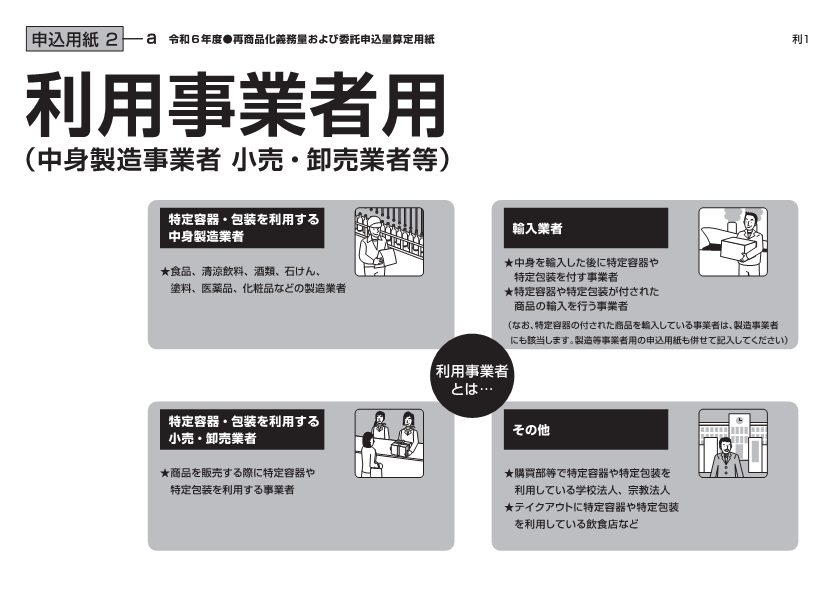 申込用紙 2 a 令和6年度●再商品化義務量および委託申込量算定用紙
利1
利用事業者用
（中身製造事業者 小売・卸売業者等）
特定容器・包装を利用する
中身製造業者
★食品、清涼飲料、酒類、石けん、
塗料、医薬品、化粧品などの製造業者
輸入業者
★中身を輸入した後に特定容器や
特定包装を付す事業者
★特定容器や特定包装が付された
商品の輸入を行う事業者
（なお、特定容器の付された商品を輸入している事業者は、製造事業者
にも該当します。製造等事業者用の申込用紙も併せて記入してください）
利用事業者
とは…
特定容器・包装を利用する
小売・卸売業者
★商品を販売する際に特定容器や
特定包装を利用する事業者
その他
★購買部等で特定容器や特定包装を
利用している学校法人、宗教法人
★テイクアウトに特定容器や特定包装
を利用している飲食店など